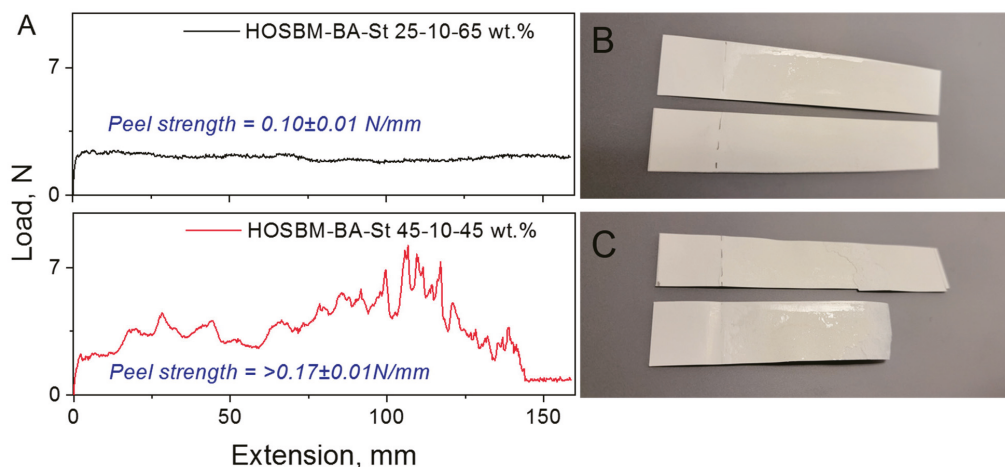 A
HOSBM-BA-St 25-10-65 wt.%
7
Peel strength = 0.10±0.01 N/mm
0
HOSBM-BA-St 45-10-45 wt.%
7
Peel strength = >0.17±0.01N/mm
0
0
50
100
150
Load, N
Extension, mm
B
C